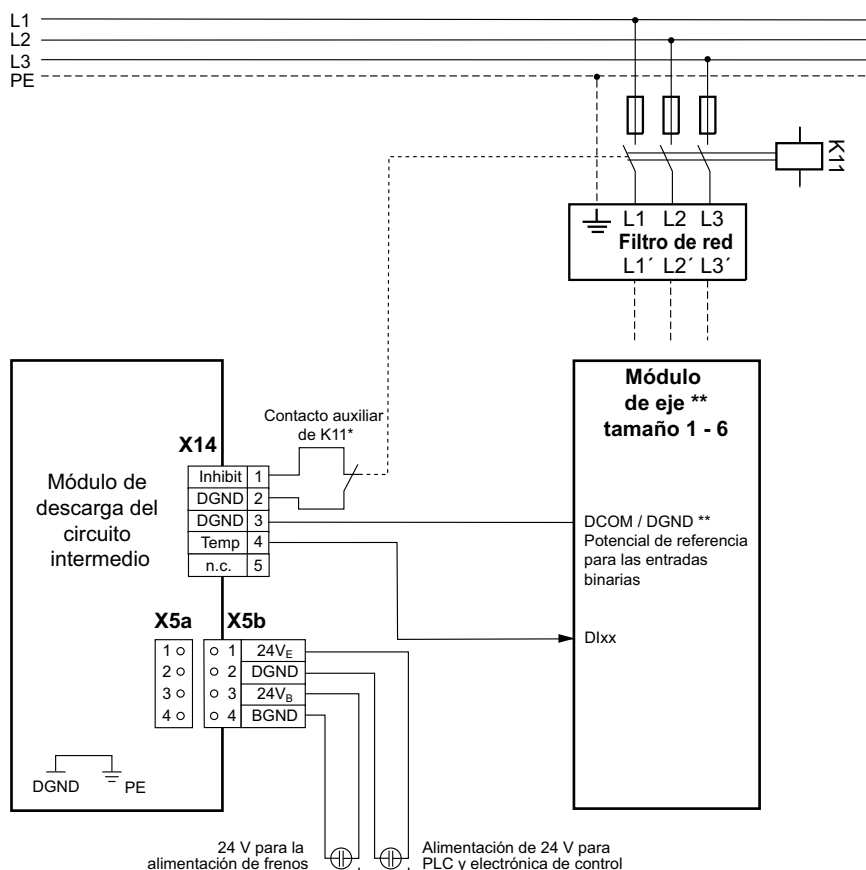 L1
L2
L3
PE
K11
L1 L2 L3
Filtro de red
L1´ L2´ L3´
Módulo
de eje **
tamaño 1 - 6
Contacto auxiliar
de K11*
X14
Módulo de
descarga del
circuito
intermedio
Inhibit 1
DGND 2
DGND 3
Temp 4
n.c. 5
DCOM / DGND **
Potencial de referencia
para las entradas
binarias
DIxx
X5a X5b
1 1 24VE
2 2 DGND
3 3 24VB
4 4 BGND
DGND PE
24 V para la
alimentación de frenos
Alimentación de 24 V para
PLC y electrónica de control